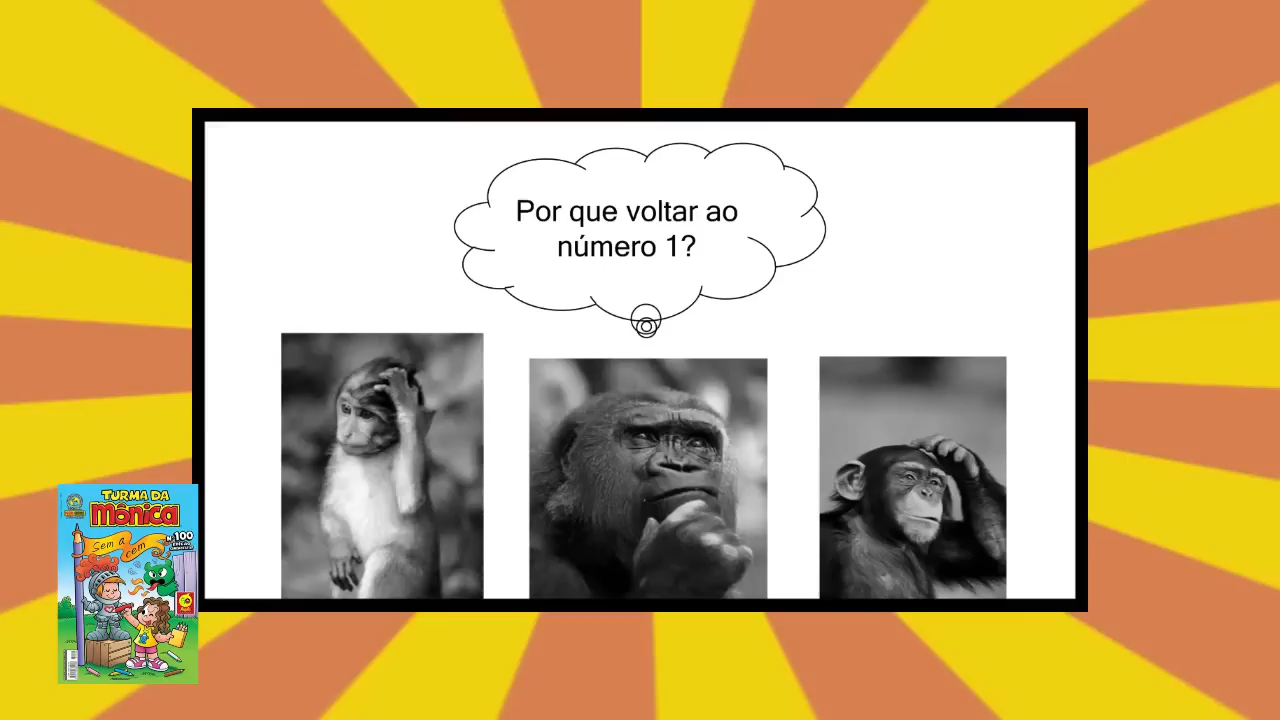 Por que voltar ao
número 1?
TURMA DA
Mônica
Nº 100
Sem a
cem